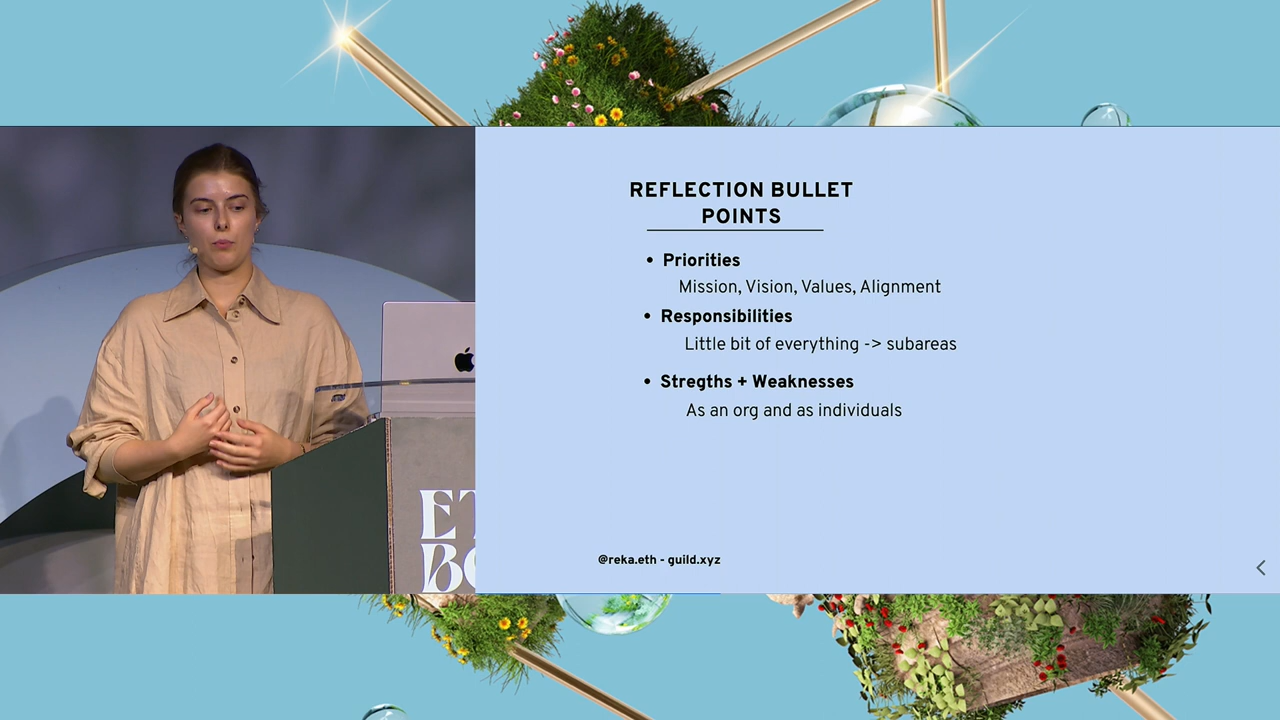 REFLECTION BULLET
POINTS
• Priorities
Mission, Vision, Values, Alignment
• Responsibilities
Little bit of everything -> subareas
• Stregths + Weaknesses
As an org and as individuals
@reka.eth - guild.xyz